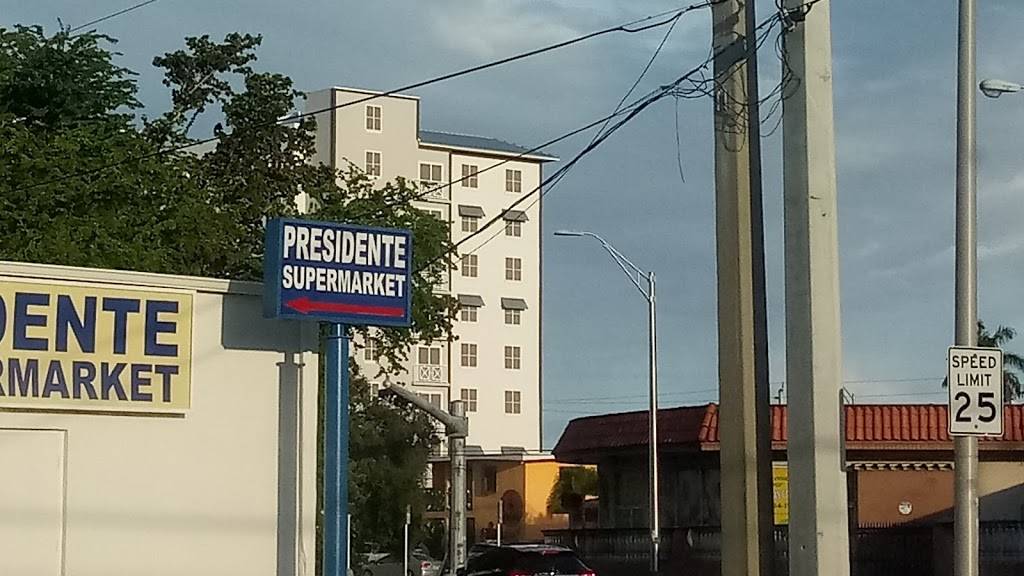 PRESIDENTE
SUPERMARKET
DENTE
RMARKET
SPEED
LIMIT
25